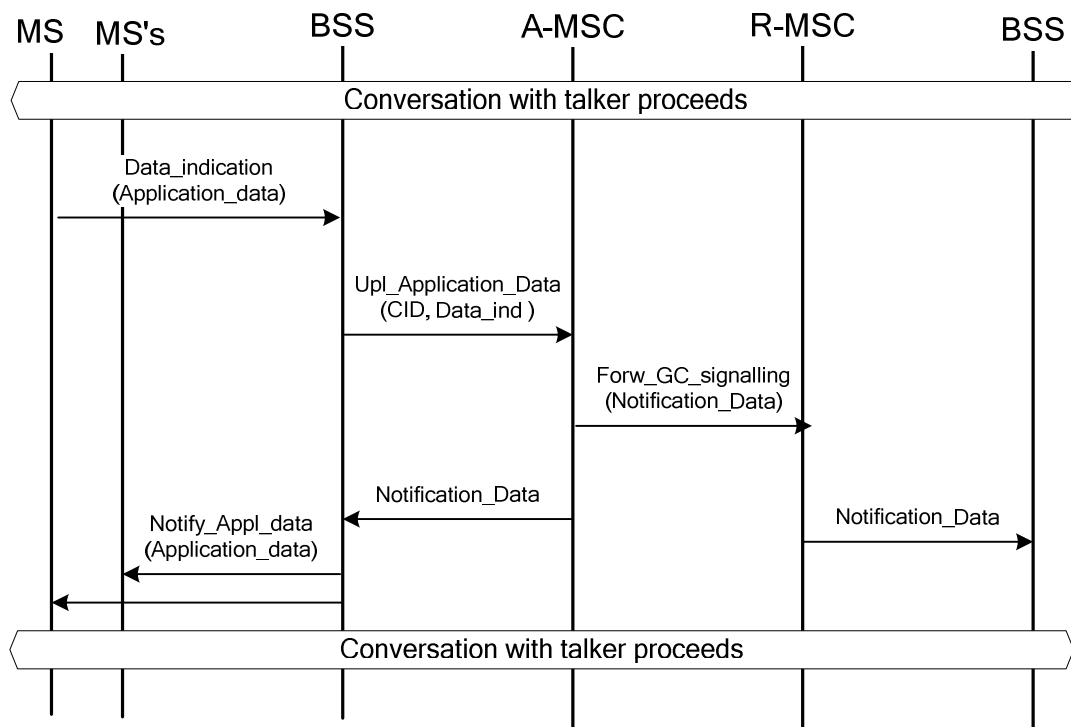 MS
MS's
BSS
A-MSC
R-MSC
BSS
Conversation with talker proceeds
Data_indication
(Application_data)
Upl_Application_Data
(CID, Data_ind )
Forw_GC_signalling
(Notification_Data)
Notification_Data
Notification_Data
Notify_Appl_data
(Application_data)
Conversation with talker proceeds